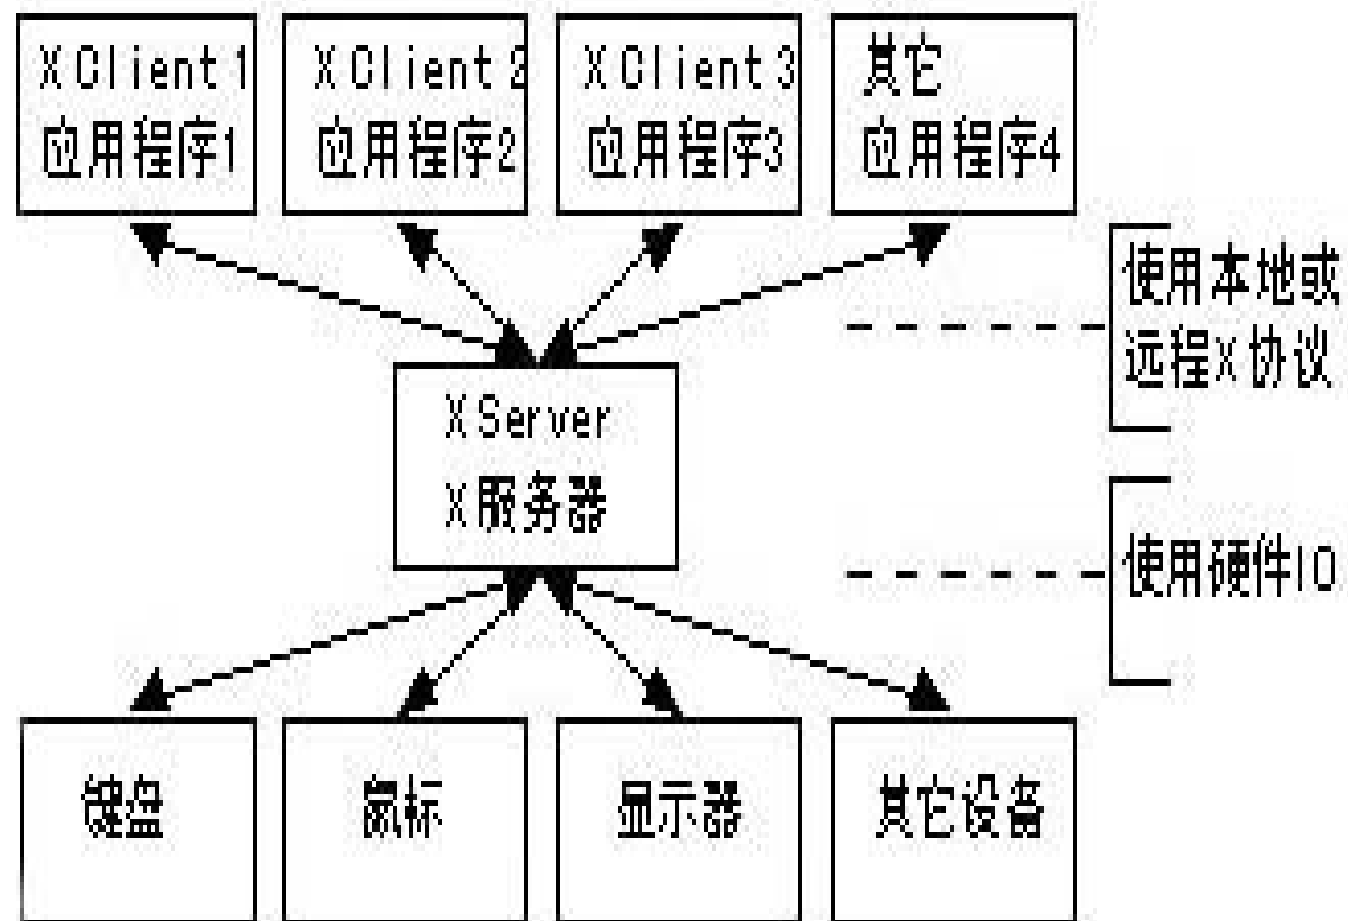 X Client 1
应用程序1
X Client 2
应用程序2
X Client 3
应用程序3
其它
应用程序4
使用本地或
远程X协议
X Server
X服务器
使用硬件IO
键盘
鼠标
显示器
其它设备